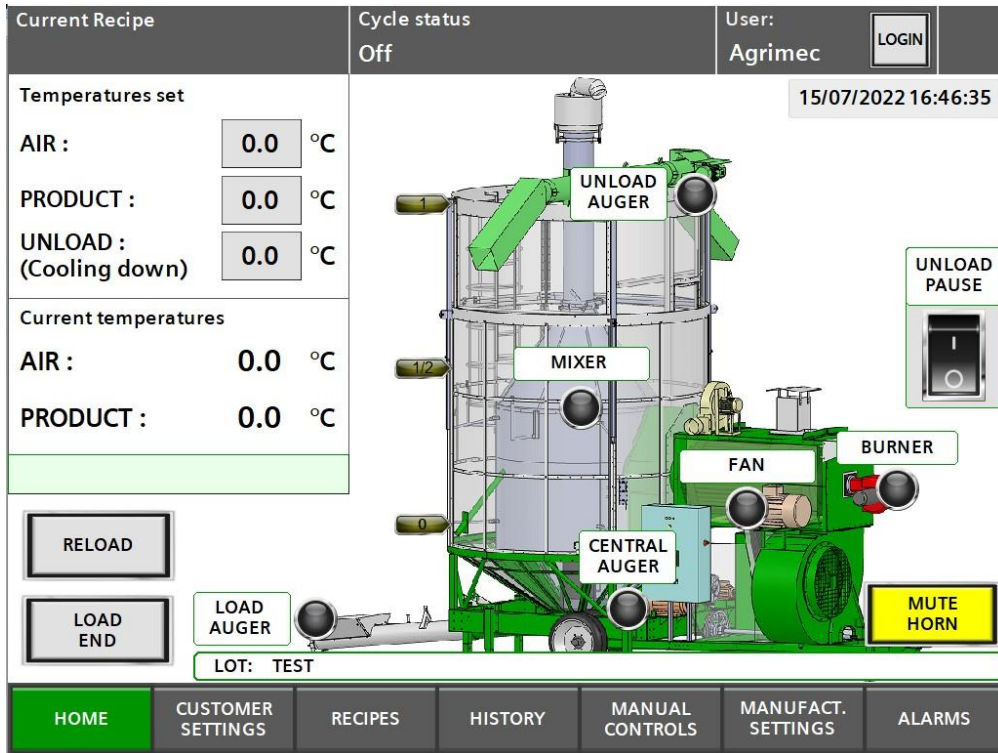 Current Recipe
Cycle status
Off
User:
Agrimec
LOGIN
15/07/2022 16:46:35
Temperatures set
AIR : 0.0 °C
PRODUCT : 0.0 °C
UNLOAD :
(Cooling down) 0.0 °C
Current temperatures
AIR : 0.0 °C
PRODUCT : 0.0 °C
UNLOAD
AUGER
1
UNLOAD
PAUSE
I
O
MIXER
1/2
BURNER
FAN
0
CENTRAL
AUGER
RELOAD
LOAD
END
LOAD
AUGER
MUTE
HORN
LOT: TEST
HOME
CUSTOMER
SETTINGS
RECIPES
HISTORY
MANUAL
CONTROLS
MANUFACT.
SETTINGS
ALARMS